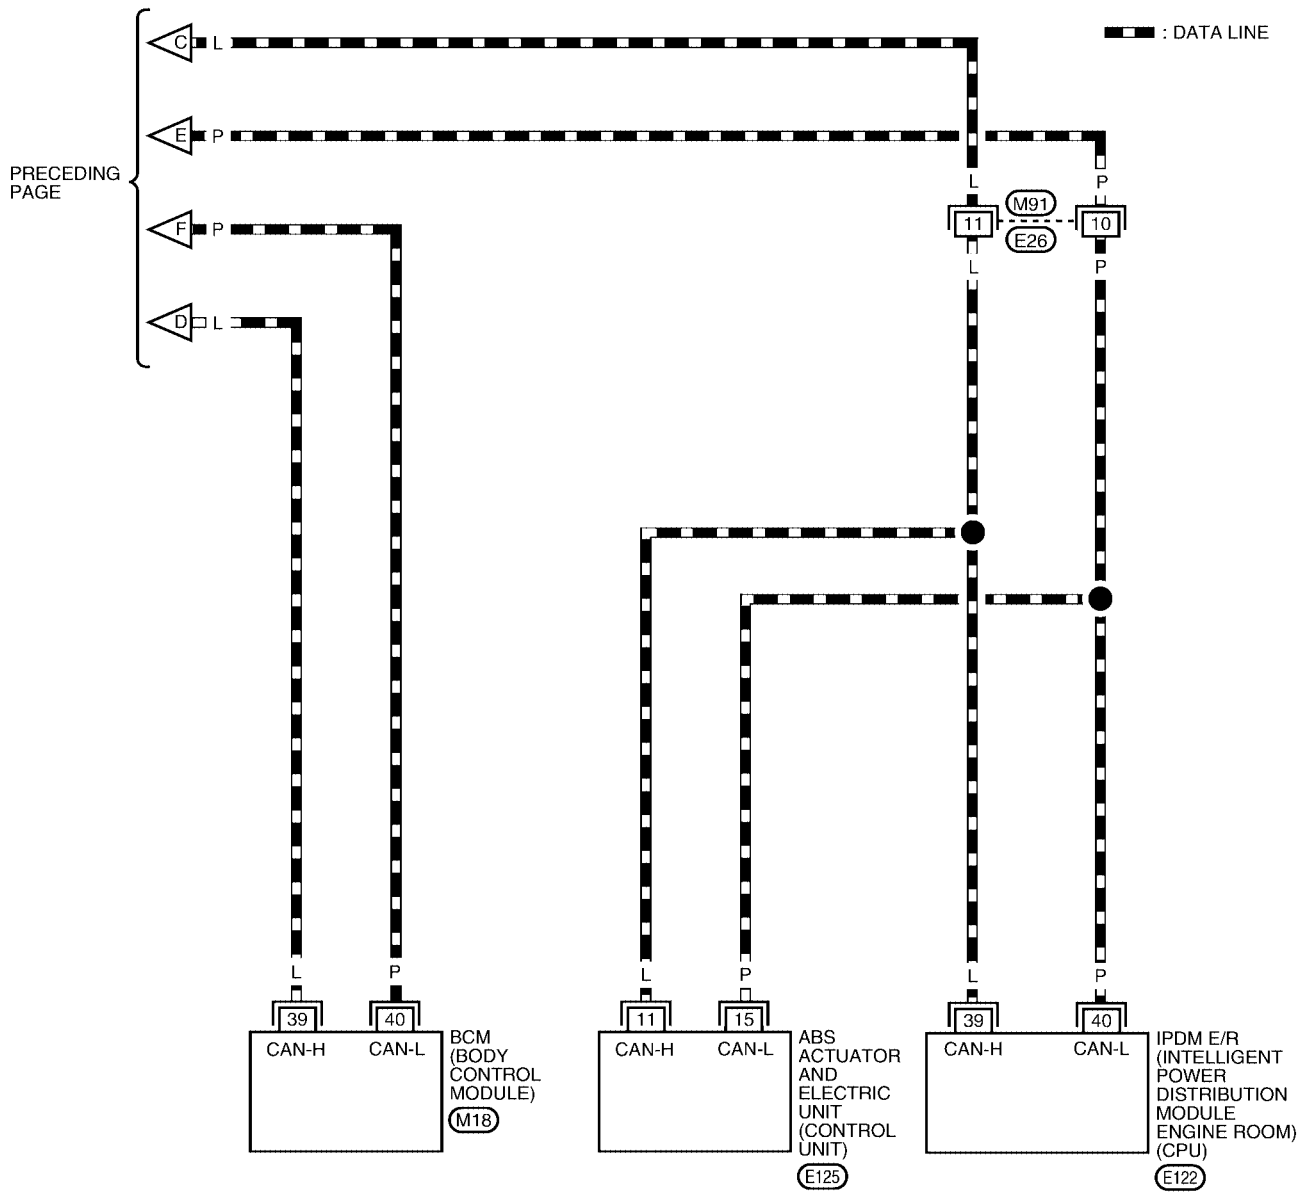 C L
: DATA LINE
E P
PRECEDING
PAGE
L P
M91
F P
11 10
E26
L P
D L
L P L P L P
39 40 11 15 39 40
CAN-H CAN-L
BCM
(BODY
CONTROL
MODULE)
M18
CAN-H CAN-L
ABS
ACTUATOR
AND
ELECTRIC
UNIT
(CONTROL
UNIT)
E125
CAN-H CAN-L
IPDM E/R
(INTELLIGENT
POWER
DISTRIBUTION
MODULE
ENGINE ROOM)
(CPU)
E122